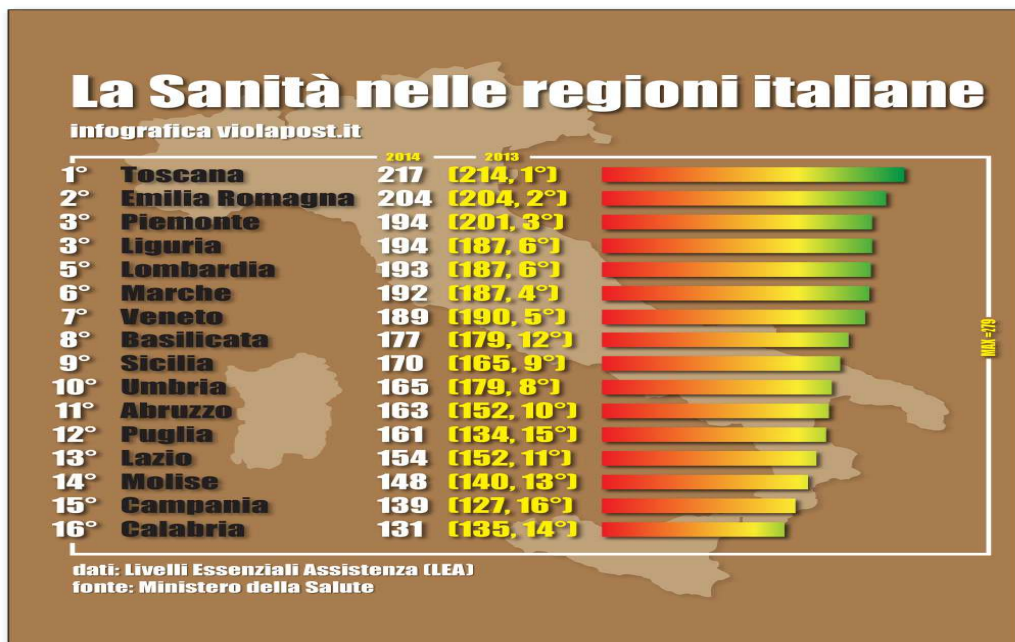 La Sanità nelle regioni italiane
infografica violapost.it
2014 2013
1° Toscana 217 (214, 1°)
2° Emilia Romagna 204 (204, 2°)
3° Piemonte 194 (201, 3°)
3° Liguria 194 (187, 6°)
5° Lombardia 193 (187, 6°)
6° Marche 192 (187, 4°)
7° Veneto 189 (190, 5°)
8° Basilicata 177 (179, 12°)
9° Sicilia 170 (165, 9°)
10° Umbria 165 (179, 8°)
11° Abruzzo 163 (152, 10°)
12° Puglia 161 (134, 15°)
13° Lazio 154 (152, 11°)
14° Molise 148 (140, 13°)
15° Campania 139 (127, 16°)
16° Calabria 131 (135, 14°)
MAX=279
dati: Livelli Essenziali Assistenza (LEA)
fonte: Ministero della Salute